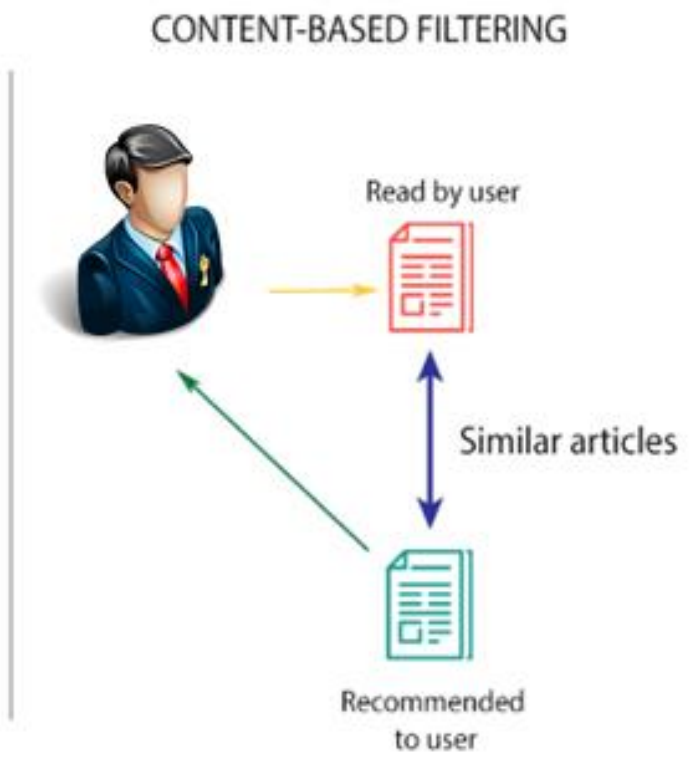 CONTENT-BASED FILTERING
Read by user
Similar articles
Recommended
to user